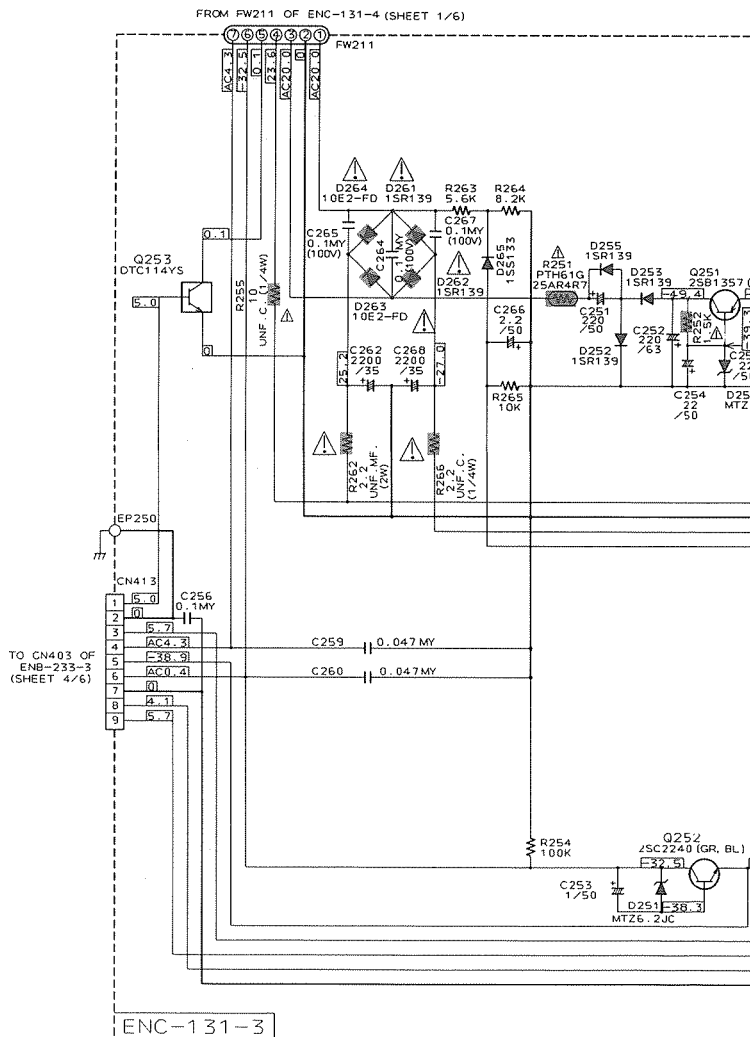 FROM FW211 OF ENC-131-4 (SHEET 1/6)
7 6 5 4 3 2 1
FW211
AC4.3
-32.5
0.1
23.6
AC20.0
0
AC20.0
D264
10E2-FD
D261
1SR139
R263
5.6K
R264
8.2K
C265
0.1MY
(100V)
C264
0.1MY
(100V)
C267
0.1MY
(100V)
D262
1SR139
D263
10E2-FD
D265
1SS133
Q253
DTC114YS
0.1
5.0
0
R255
10
UNF.C.(1/4W)
R251
PTH61G
25AR4R7
D255
1SR139
D253
1SR139
Q251
2SB1357
-49.4
C251
220
/50
D252
1SR139
C252
220
/63
R252
1.5K
-39.3
C254
22
/50
MTZ
C266
2.2
/50
R265
10K
25.2
C262
2200
/35
C268
2200
/35
-27.0
R262
2.2
UNF.MF.
(2W)
R266
2.2
UNF.C.
(1/4W)
EP250
CN413
C256
0.1MY
1 5.0
2 0
3 5.7
4 AC4.3
5 -38.9
6 AC0.4
7 0
8 4.1
9 5.7
TO CN403 OF
ENB-233-3
(SHEET 4/6)
C259 0.047MY
C260 0.047MY
R254
100K
Q252
2SC2240(GR,BL)
-32.5
C253
1/50
D251
-38.3
MTZ6.2JC
ENC-131-3